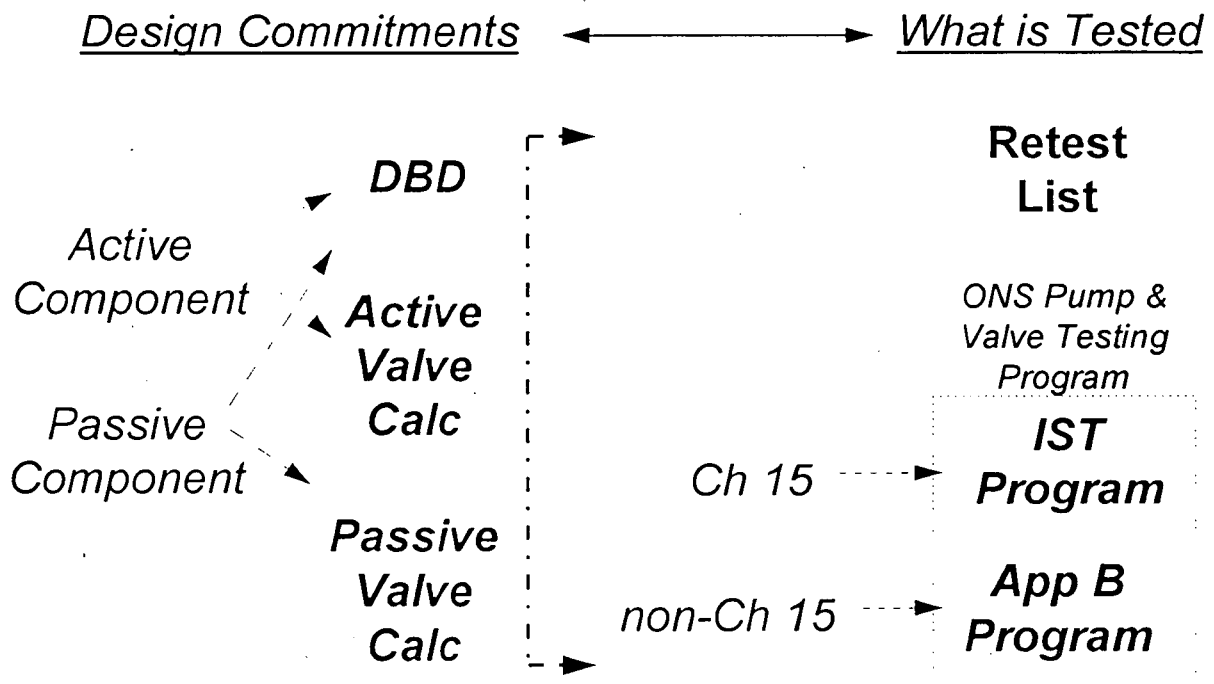 Design Commitments
What is Tested
DBD
Active
Component
Active
Valve
Calc
Passive
Component
Passive
Valve
Calc
Retest
List
ONS Pump &
Valve Testing
Program
Ch 15
IST
Program
non-Ch 15
App B
Program